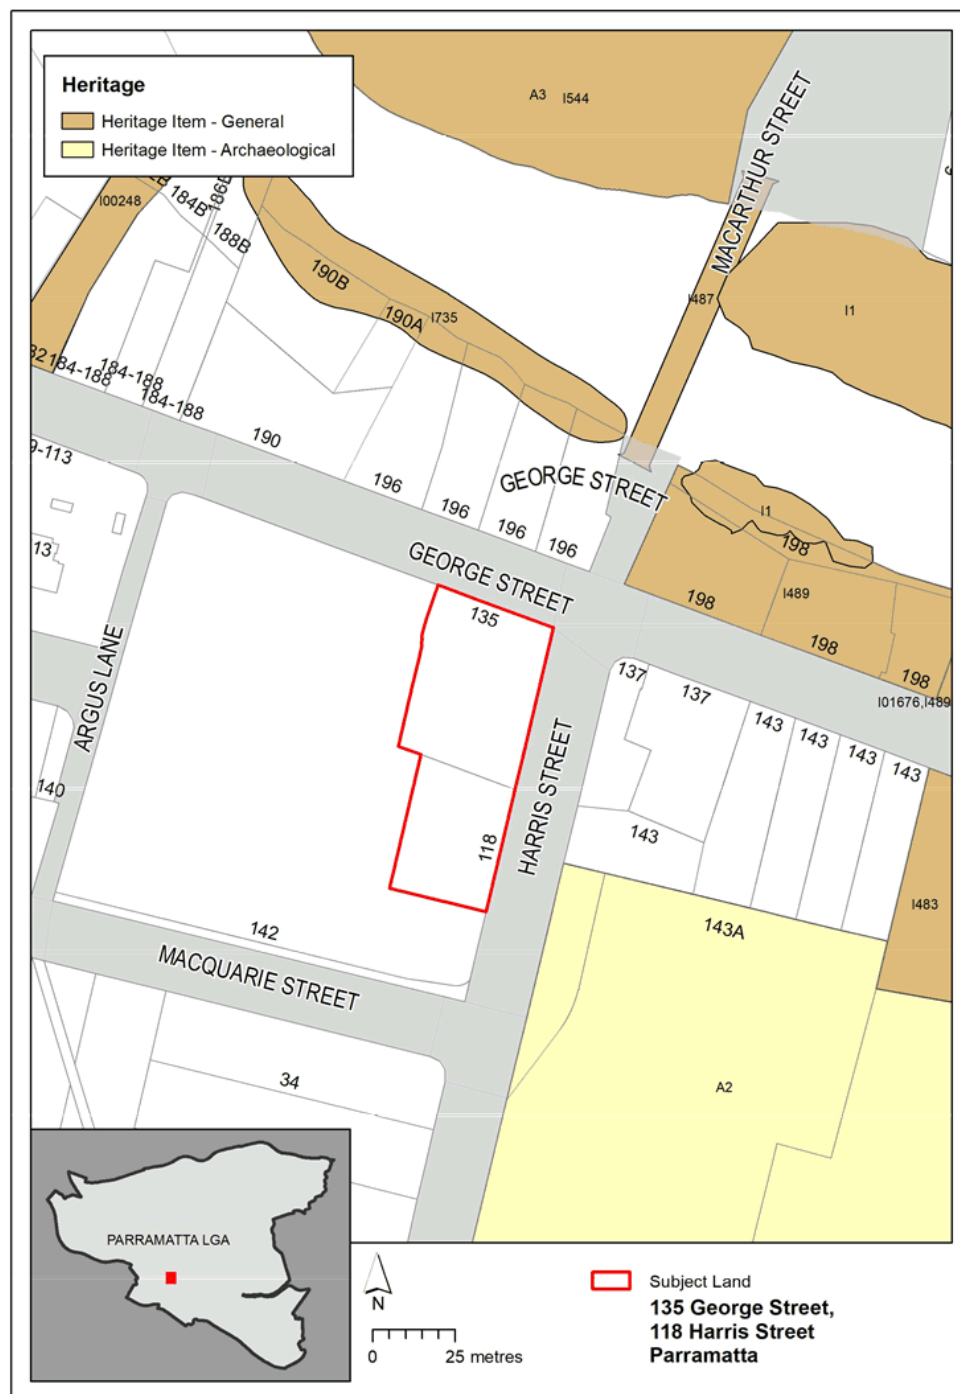 Heritage
Heritage Item - General
Heritage Item - Archaeological
A3 I544
MACARTHUR STREET
I00248
184B
186B
188B
190B
190A
I735
I487
I1
184-188
184-188
184-188
190
196
196
196
196
GEORGE STREET
I1
198
198
I489
198
198
I01676,I489
GEORGE STREET
135
13
ARGUS LANE
HARRIS STREET
118
137
137
143
143
143
143
143
140
142
MACQUARIE STREET
143A
I483
A2
34
PARRAMATTA LGA
N
0 25 metres
Subject Land
135 George Street,
118 Harris Street
Parramatta